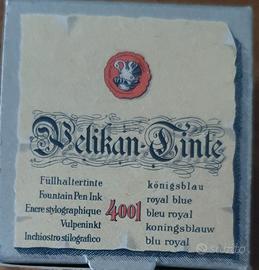 Pelikan-Tinte
Füllhaltertinte
Fountain Pen Ink
Encre stylographique
Vulpeninkt
Inchiostro stilografico
4001
königsblau
royal blue
bleu royal
koningsblauw
blu royal
subito